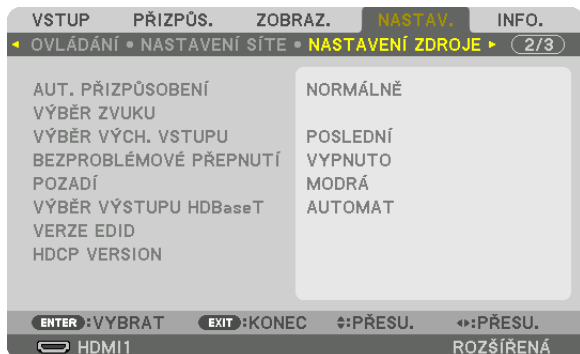 VSTUP PŘIZPŮS. ZOBRAZ. NASTAV. INFO.
◄ OVLÁDÁNÍ • NASTAVENÍ SÍTE • NASTAVENÍ ZDROJE ► 2/3
AUT. PŘIZPŮSOBENÍ NORMÁLNĚ
VÝBĚR ZVUKU
VÝBĚR VÝCH. VSTUPU POSLEDNÍ
BEZPROBLÉMOVÉ PŘEPNUTÍ VYPNUTO
POZADÍ MODRÁ
VÝBĚR VÝSTUPU HDBaseT AUTOMAT
VERZE EDID
HDCP VERSION
ENTER :VYBRAT EXIT :KONEC :PŘESU. :PŘESU.
HDMI1 ROZŠÍŘENÁ